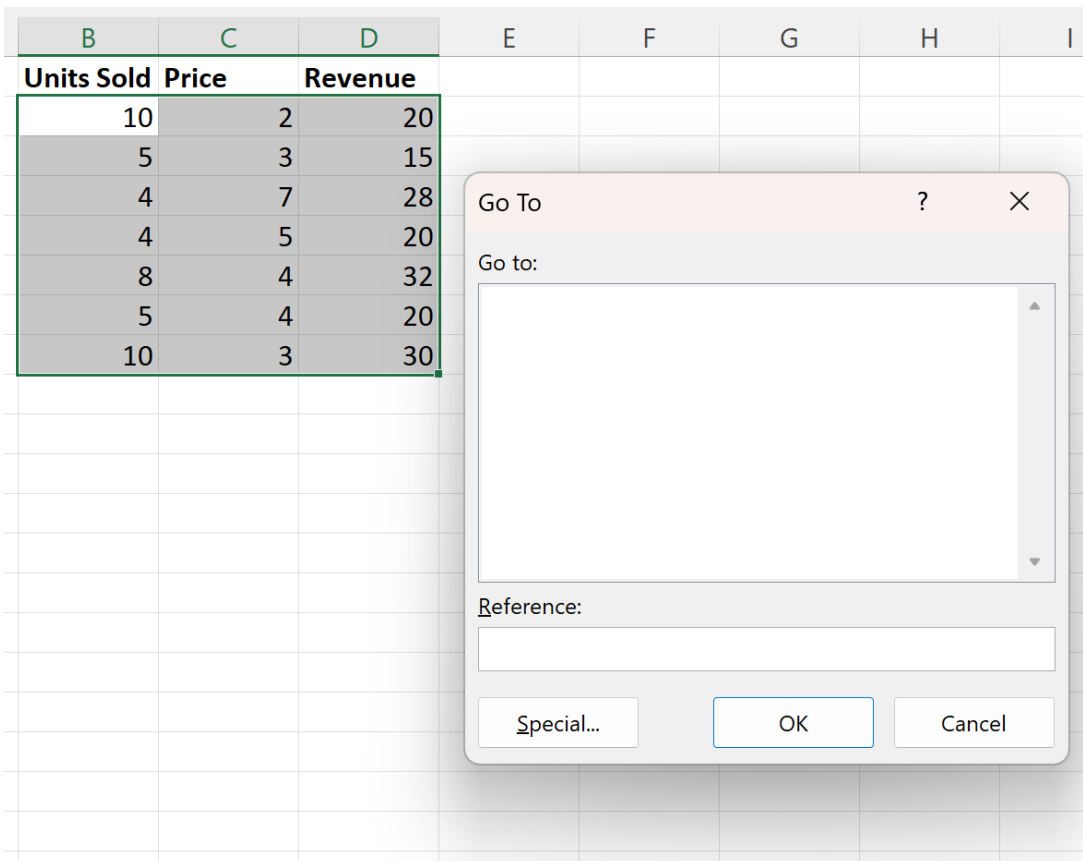 B C D E F G H I
Units Sold Price Revenue
10 2 20
5 3 15
4 7 28
4 5 20
8 4 32
5 4 20
10 3 30
Go To ? ×
Go to:
Reference:
Special... OK Cancel